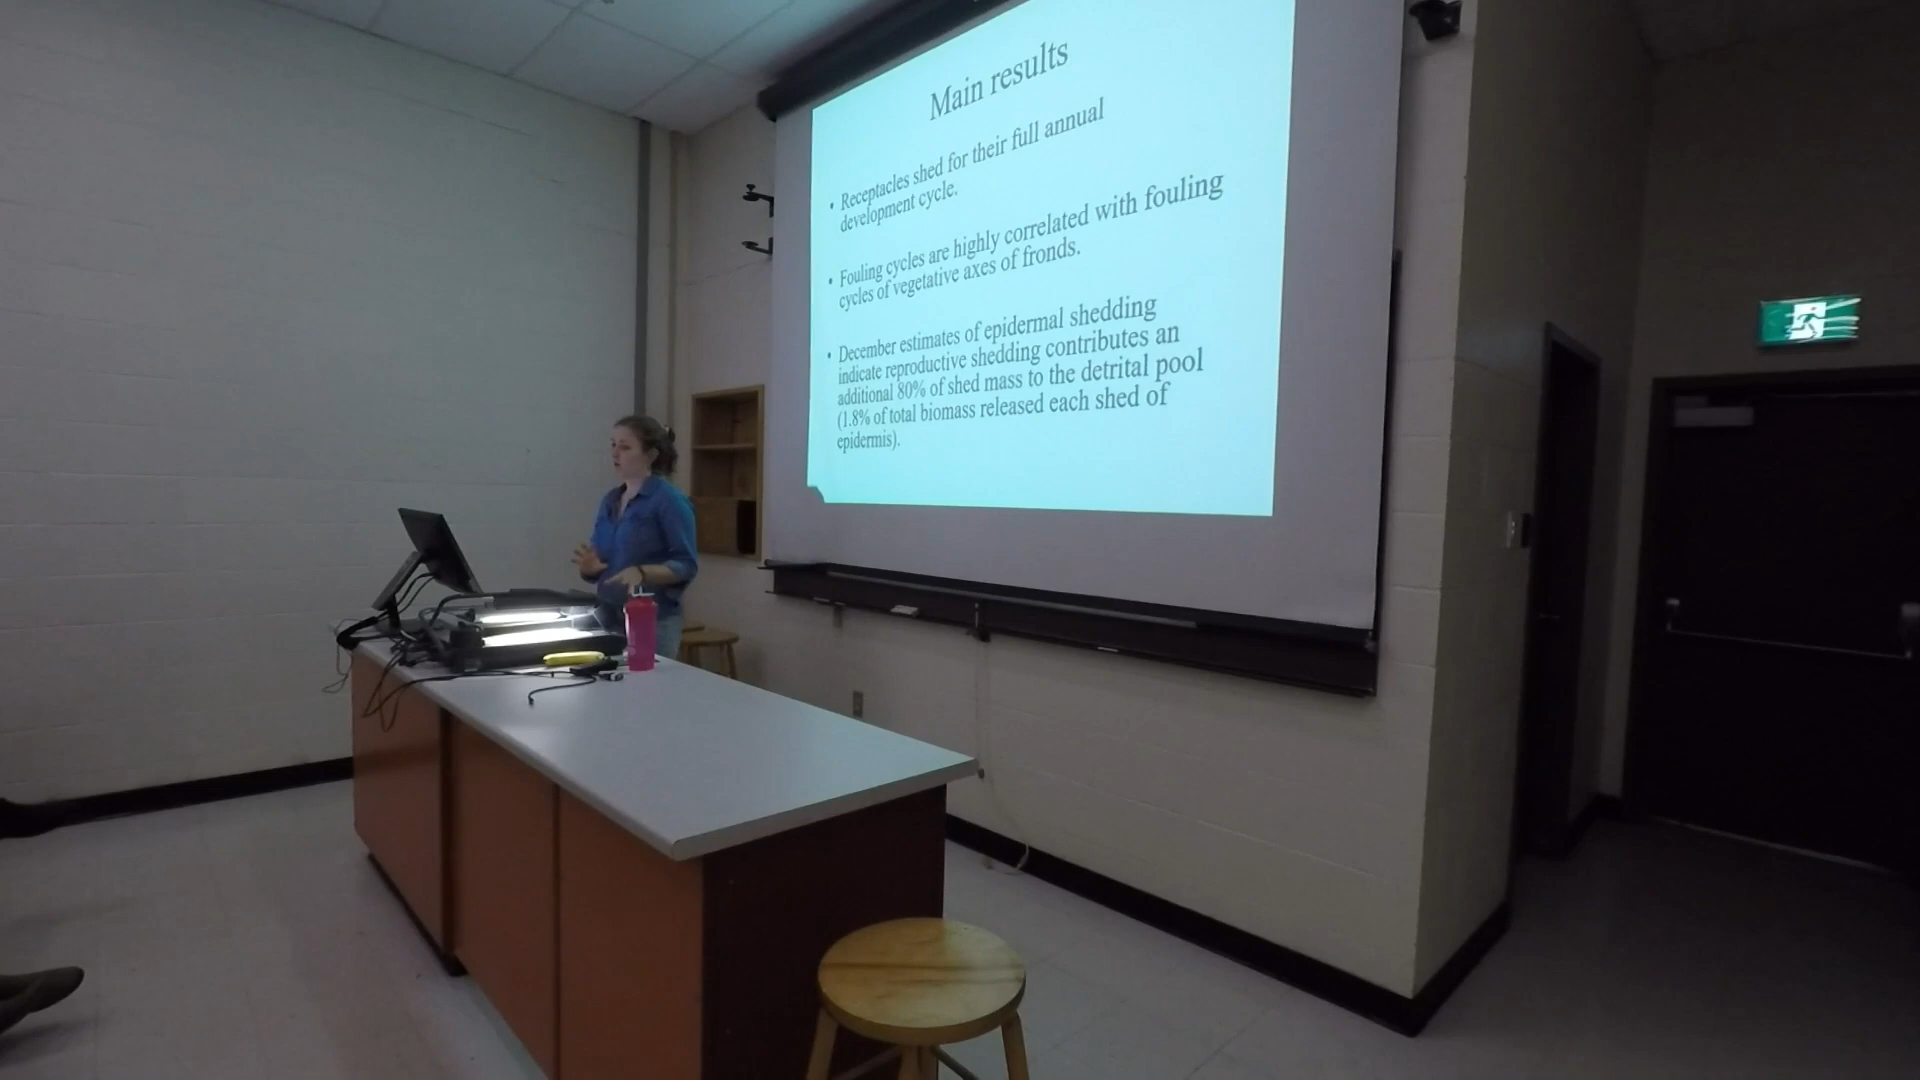 Main results
• Receptacles shed for their full annual
development cycle.
• Fouling cycles are highly correlated with fouling
cycles of vegetative axes of fronds.
• December estimates of epidermal shedding
indicate reproductive shedding contributes an
additional 80% of shed mass to the detrital pool
(1.8% of total biomass released each shed of
epidermis).